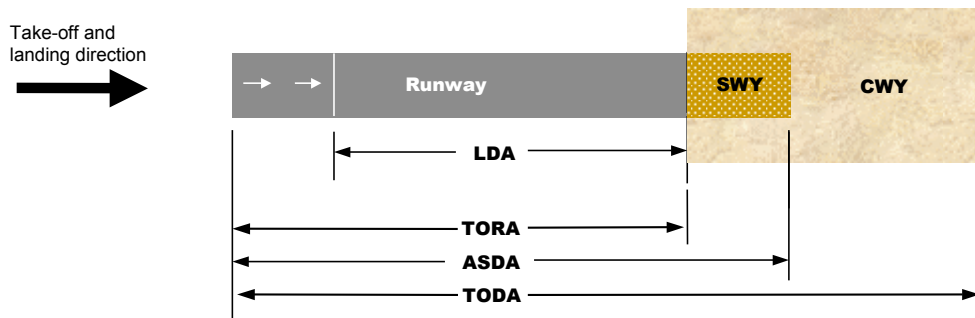 Take-off and
landing direction
Runway
SWY
CWY
LDA
TORA
ASDA
TODA